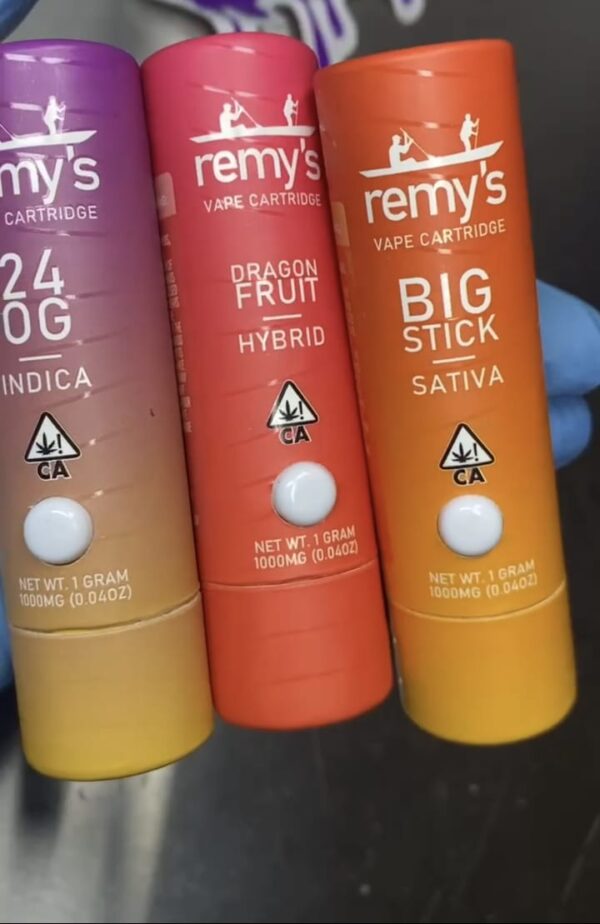 my's
CARTRIDGE
24
OG
INDICA
CA
NET WT. 1 GRAM
1000MG (0.04OZ)
remy's
VAPE CARTRIDGE
DRAGON
FRUIT
HYBRID
CA
NET WT. 1 GRAM
1000MG (0.04OZ)
remy's
VAPE CARTRIDGE
BIG
STICK
SATIVA
CA
NET WT. 1 GRAM
1000MG (0.04OZ)